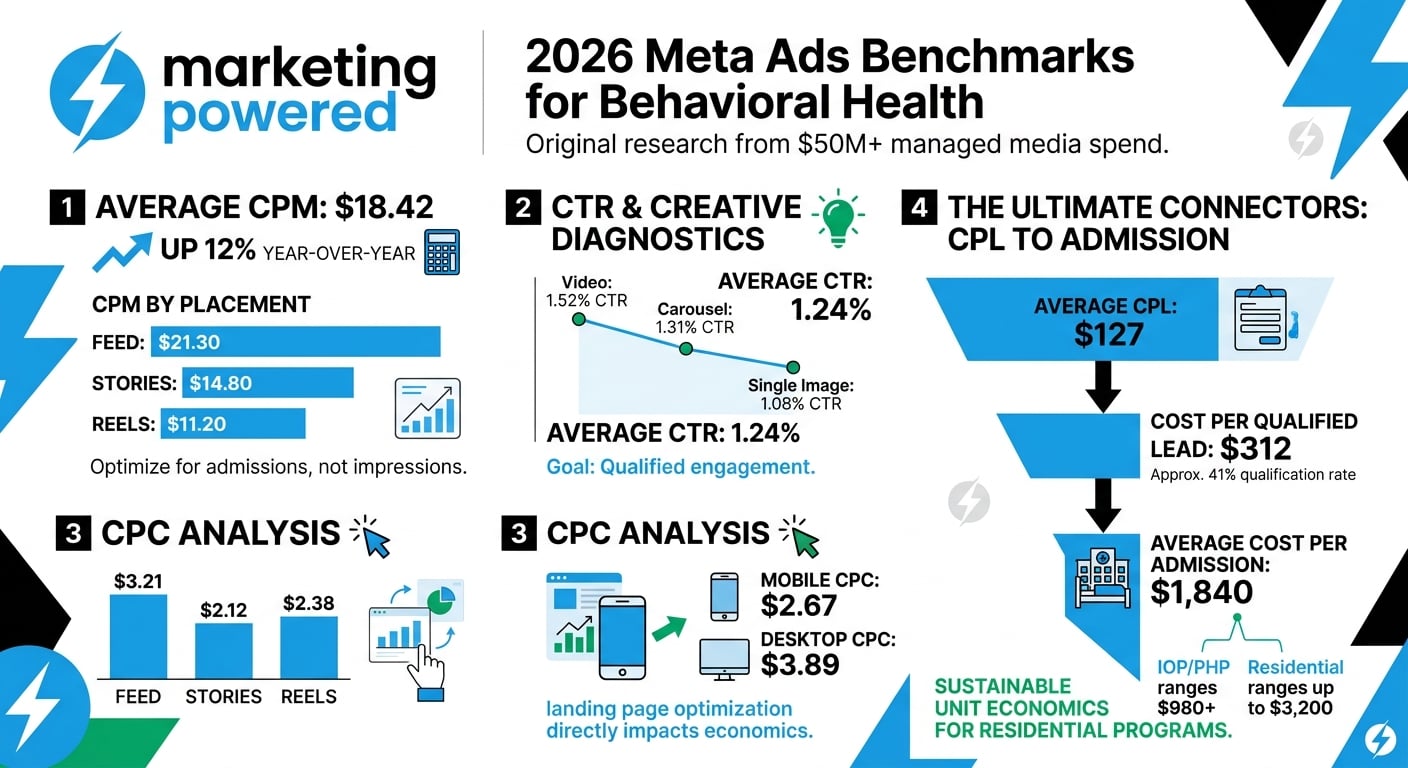 marketing
powered
2026 Meta Ads Benchmarks
for Behavioral Health
Original research from $50M+ managed media spend.
1 AVERAGE CPM: $18.42
UP 12% YEAR-OVER-YEAR
CPM BY PLACEMENT
FEED: $21.30
STORIES: $14.80
REELS: $11.20
Optimize for admissions, not impressions.
2 CTR & CREATIVE
DIAGNOSTICS
Video:
1.52% CTR
Carousel:
1.31% CTR
AVERAGE CTR:
1.24%
Single Image:
1.08% CTR
AVERAGE CTR: 1.24%
Goal: Qualified engagement.
3 CPC ANALYSIS
$3.21
$2.12
$2.38
FEED
STORIES
REELS
3 CPC ANALYSIS
MOBILE CPC:
$2.67
DESKTOP CPC:
$3.89
landing page optimization
directly impacts economics.
4 THE ULTIMATE CONNECTORS:
CPL TO ADMISSION
AVERAGE CPL:
$127
COST PER QUALIFIED
LEAD: $312
Approx. 41% qualification rate
AVERAGE COST PER
ADMISSION:
$1,840
IOP/PHP
ranges
$980+
Residential
ranges up
to $3,200
SUSTAINABLE
UNIT ECONOMICS
FOR RESIDENTIAL PROGRAMS.